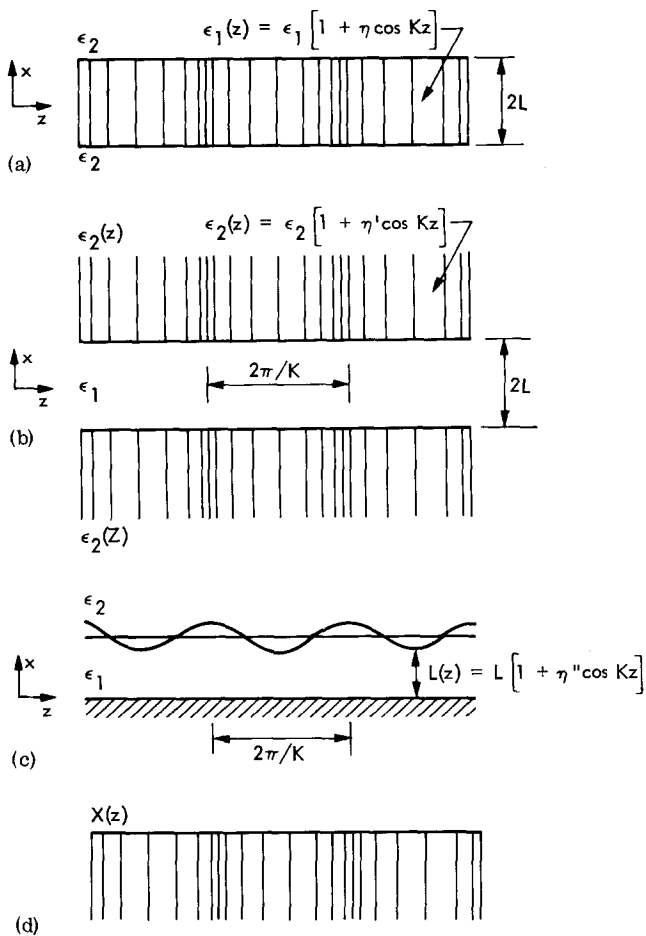 ϵ₂
ϵ₁(z) = ϵ₁[1 + η cos Kz]
x
z
2L
ϵ₂
(a)
ϵ₂(z)
ϵ₂(z) = ϵ₂[1 + η'cos Kz]
x
z
2π/K
2L
ϵ₁
(b)
ϵ₂(Z)
ϵ₂
x
z
ϵ₁
L(z) = L[1 + η"cos Kz]
2π/K
(c)
X(z)
(d)